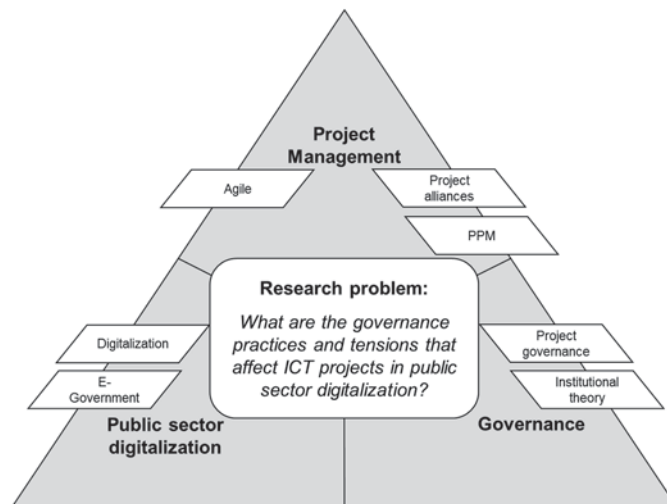 Project
Management
Agile
Project
alliances
PPM
Research problem:
What are the governance
practices and tensions that
affect ICT projects in public
sector digitalization?
Digitalization
E-
Government
Public sector
digitalization
Project
governance
Institutional
theory
Governance